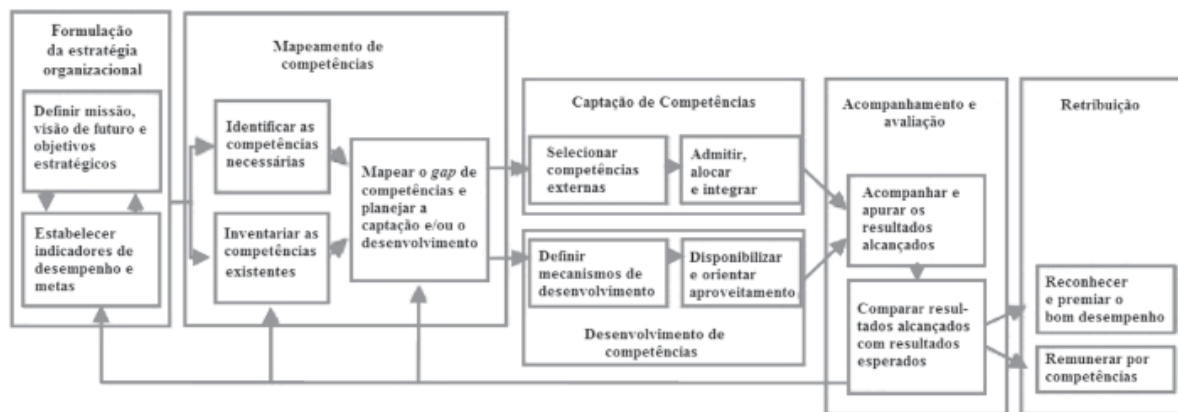 Formulação
da estratégia
organizacional
Definir missão,
visão de futuro e
objetivos
estratégicos
Estabelecer
indicadores de
desempenho e
metas
Mapeamento de
competências
Identificar as
competências
necessárias
Inventariar as
competências
existentes
Mapear o gap de
competências e
planejar a
captação e/ou o
desenvolvimento
Captação de Competências
Selecionar
competências
externas
Admitir,
alocar
e integrar
Definir
mecanismos de
desenvolvimento
Disponibilizar
e orientar
aproveitamento
Desenvolvimento de
competências
Acompanhamento e
avaliação
Acompanhar e
apurar os
resultados
alcançados
Comparar resul-
tados alcançados
com resultados
esperados
Retribuição
Reconhecer
e premiar o
bom desempenho
Remunerar por
competências